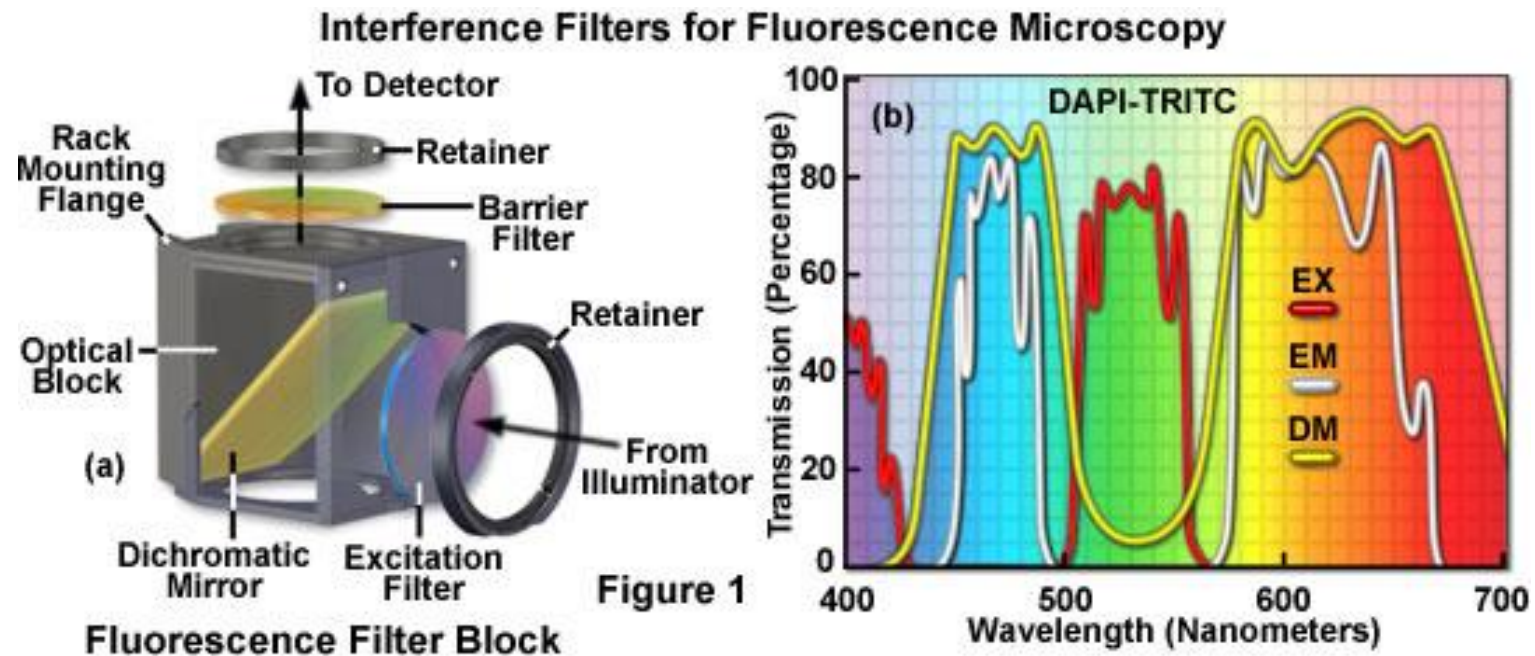 Interference Filters for Fluorescence Microscopy
To Detector
Rack
Mounting
Flange
Retainer
Barrier
Filter
Retainer
Optical
Block
(a)
From
Illuminator
Dichromatic
Mirror
Excitation
Filter
Figure 1
Fluorescence Filter Block
(b)
DAPI-TRITC
Transmission (Percentage)
100
80
60
40
20
0
EX
EM
DM
400
500
600
700
Wavelength (Nanometers)